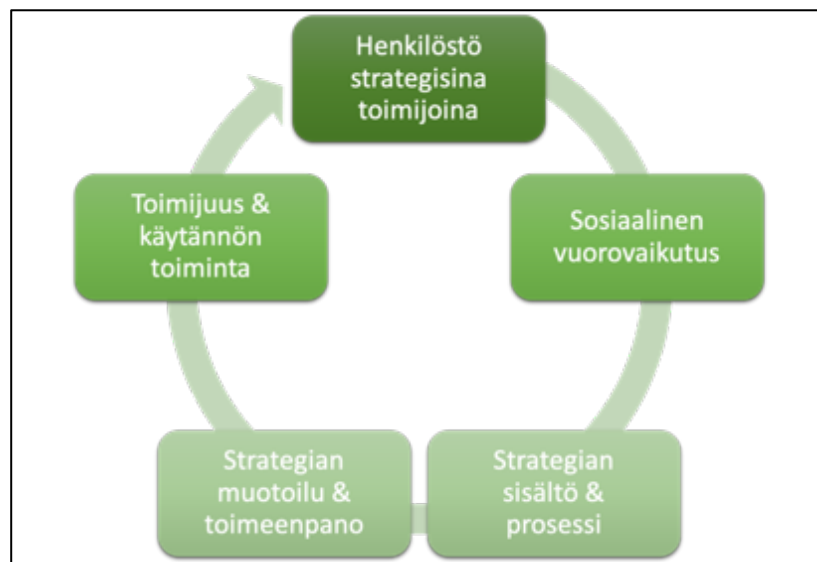 Henkilöstö
strategisina
toimijoina
Sosiaalinen
vuorovaikutus
Strategian
sisältö &
prosessi
Strategian
muotoilu &
toimeenpano
Toimijuus &
käytännön
toiminta